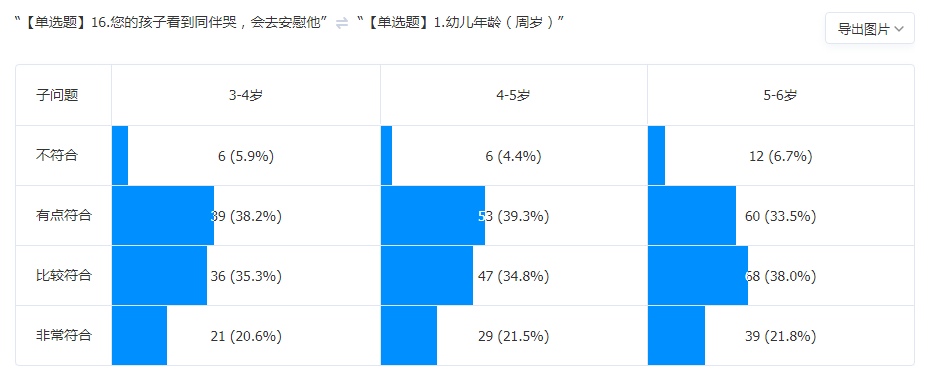 “【单选题】16.您的孩子看到同伴哭，会去安慰他” ⇌ “【单选题】1.幼儿年龄（周岁）”
导出图片
子问题 3-4岁 4-5岁 5-6岁
不符合 6 (5.9%) 6 (4.4%) 12 (6.7%)
有点符合 39 (38.2%) 53 (39.3%) 60 (33.5%)
比较符合 36 (35.3%) 47 (34.8%) 68 (38.0%)
非常符合 21 (20.6%) 29 (21.5%) 39 (21.8%)